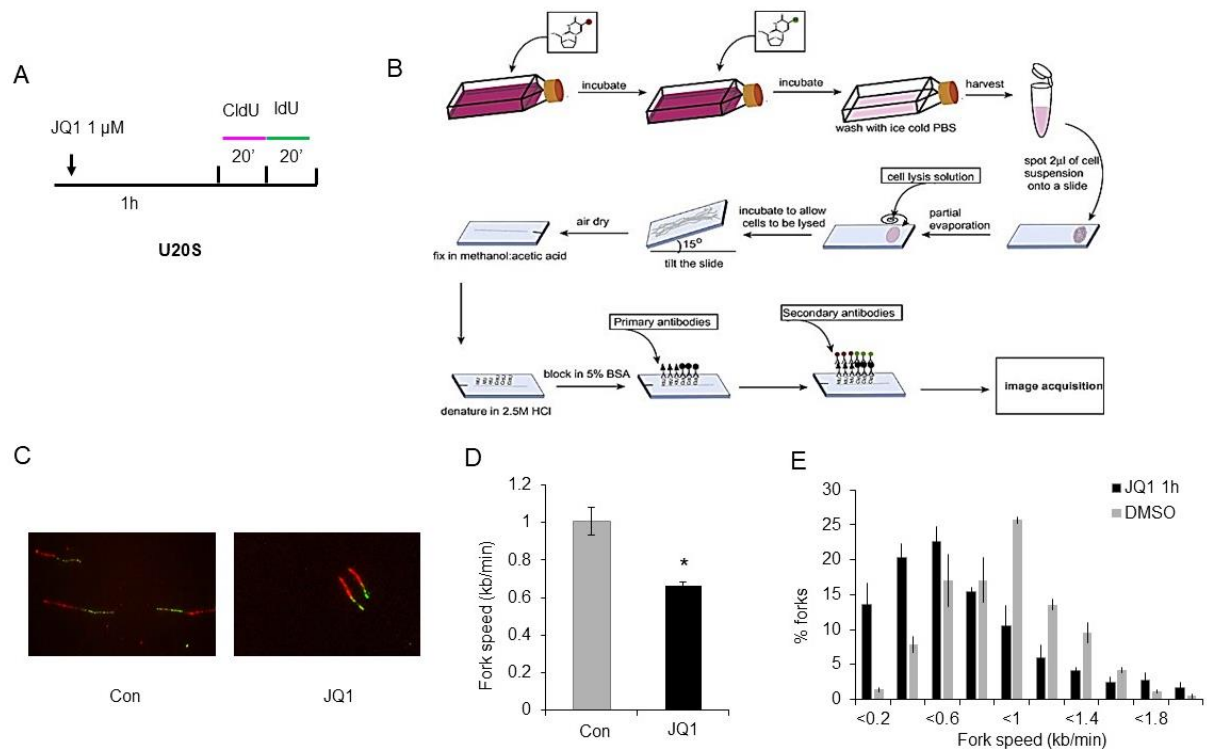 A
JQ1 1 µM
CldU
IdU
20'
20'
1h
U20S
B
incubate
incubate
wash with ice cold PBS
harvest
spot 2µl of cell
suspension
onto a slide
partial
evaporation
cell lysis solution
incubate to allow
cells to be lysed
15°
tilt the slide
air dry
fix in methanol:acetic acid
denature in 2.5M HCl
block in 5% BSA
Primary antibodies
Secondary antibodies
image acquisition
C
Con
JQ1
D
Fork speed (kb/min)
1.2
1
0.8
0.6
0.4
0.2
0
*
Con
JQ1
E
JQ1 1h
DMSO
% forks
30
25
20
15
10
5
0
<0.2
<0.6
<1
<1.4
<1.8
Fork speed (kb/min)